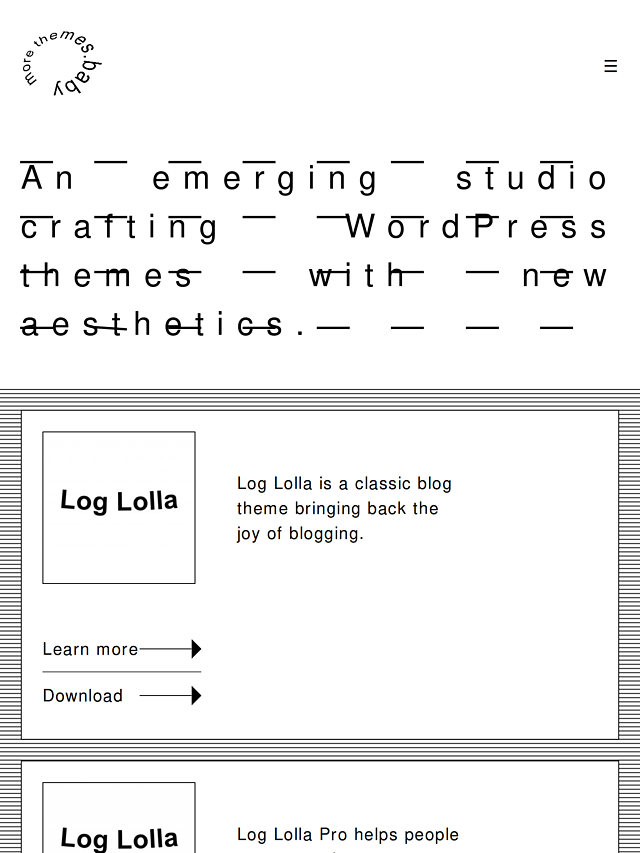 more themes.baby
☰
An emerging studio
crafting WordPress
themes with new
aesthetics.
Log Lolla
Log Lolla is a classic blog
theme bringing back the
joy of blogging.
Learn more
Download
Log Lolla
Log Lolla Pro helps people